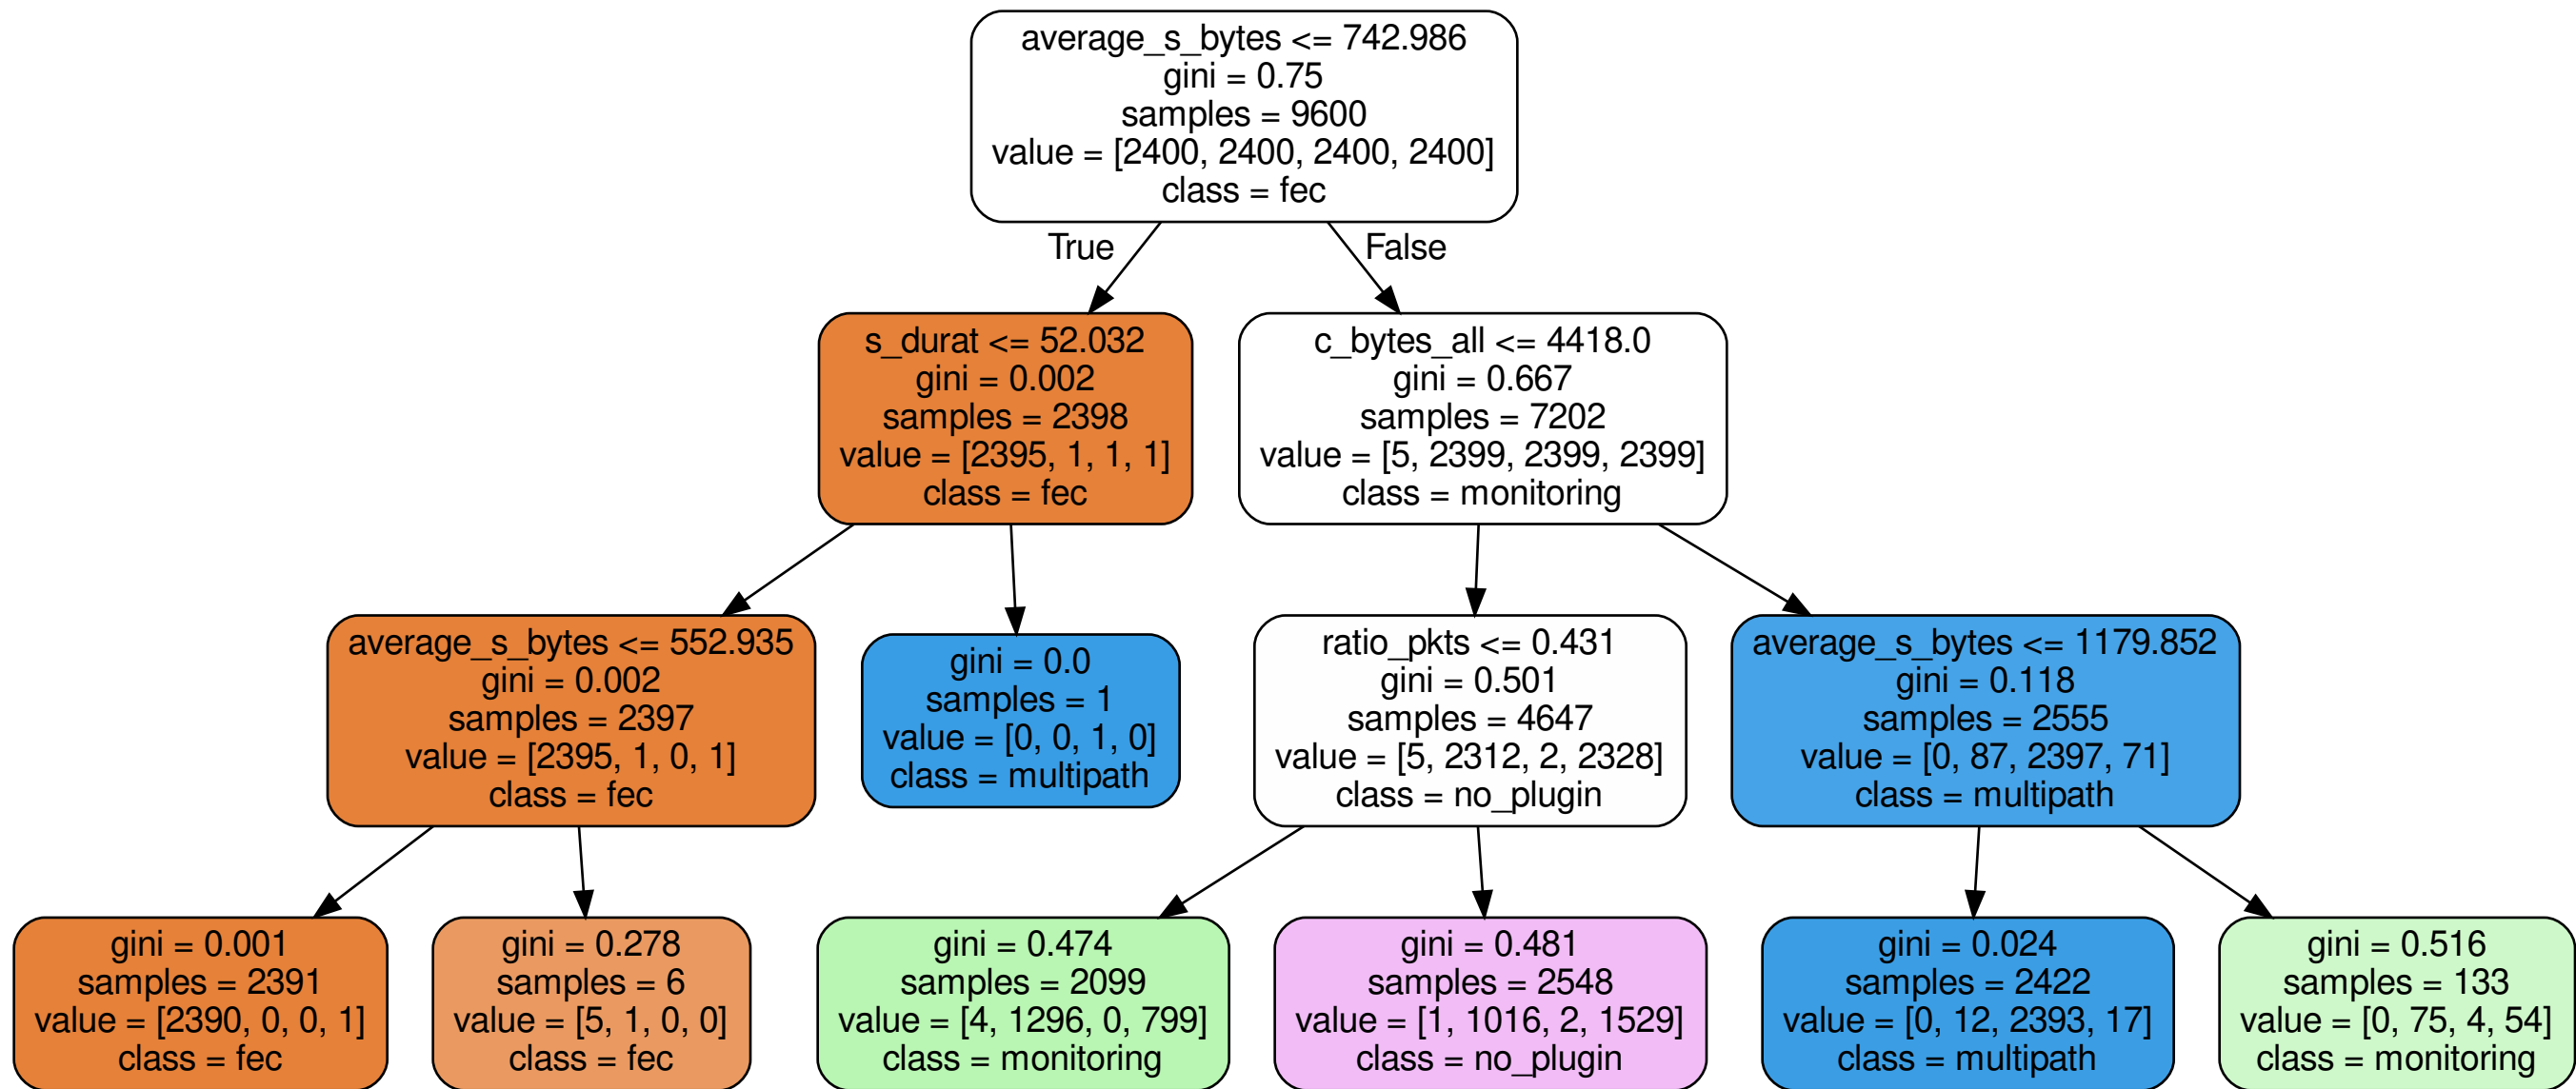 average_s_bytes <= 742.986
gini = 0.75
samples = 9600
value = [2400, 2400, 2400, 2400]
class = fec
True
False
s_durat <= 52.032
gini = 0.002
samples = 2398
value = [2395, 1, 1, 1]
class = fec
c_bytes_all <= 4418.0
gini = 0.667
samples = 7202
value = [5, 2399, 2399, 2399]
class = monitoring
average_s_bytes <= 552.935
gini = 0.002
samples = 2397
value = [2395, 1, 0, 1]
class = fec
gini = 0.0
samples = 1
value = [0, 0, 1, 0]
class = multipath
ratio_pkts <= 0.431
gini = 0.501
samples = 4647
value = [5, 2312, 2, 2328]
class = no_plugin
average_s_bytes <= 1179.852
gini = 0.118
samples = 2555
value = [0, 87, 2397, 71]
class = multipath
gini = 0.001
samples = 2391
value = [2390, 0, 0, 1]
class = fec
gini = 0.278
samples = 6
value = [5, 1, 0, 0]
class = fec
gini = 0.474
samples = 2099
value = [4, 1296, 0, 799]
class = monitoring
gini = 0.481
samples = 2548
value = [1, 1016, 2, 1529]
class = no_plugin
gini = 0.024
samples = 2422
value = [0, 12, 2393, 17]
class = multipath
gini = 0.516
samples = 133
value = [0, 75, 4, 54]
class = monitoring